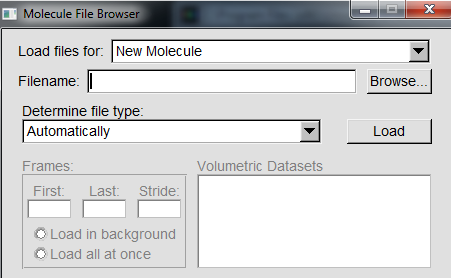 Molecule File Browser
Load files for: New Molecule
Filename: Browse...
Determine file type:
Automatically Load
Frames: Volumetric Datasets
First: Last: Stride:
Load in background
Load all at once